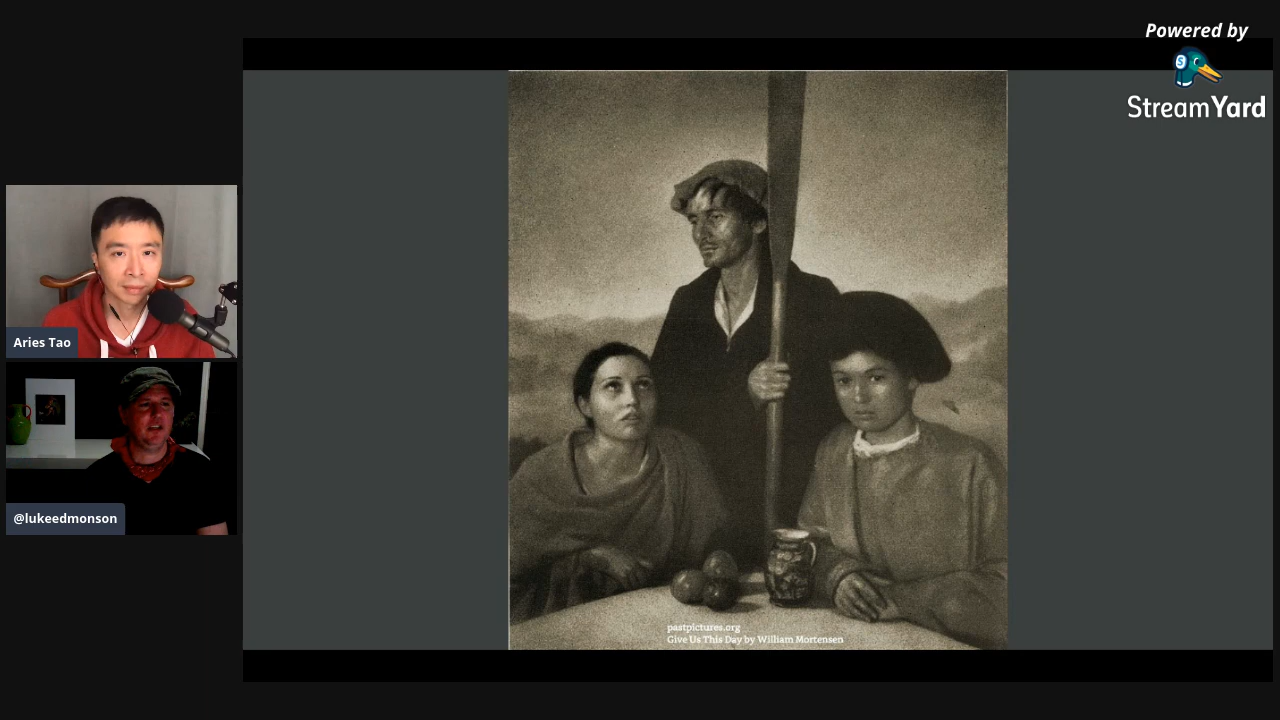 Powered by
StreamYard
Aries Tao
@lukeedmonson
pastpictures.org
Give Us This Day by William Mortensen